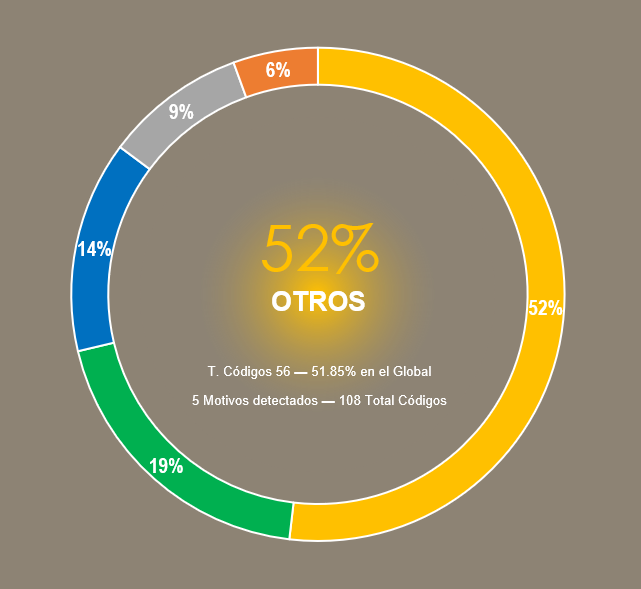 6%
9%
14%
52%
52%
OTROS
T. Códigos 56 — 51.85% en el Global
5 Motivos detectados — 108 Total Códigos
19%